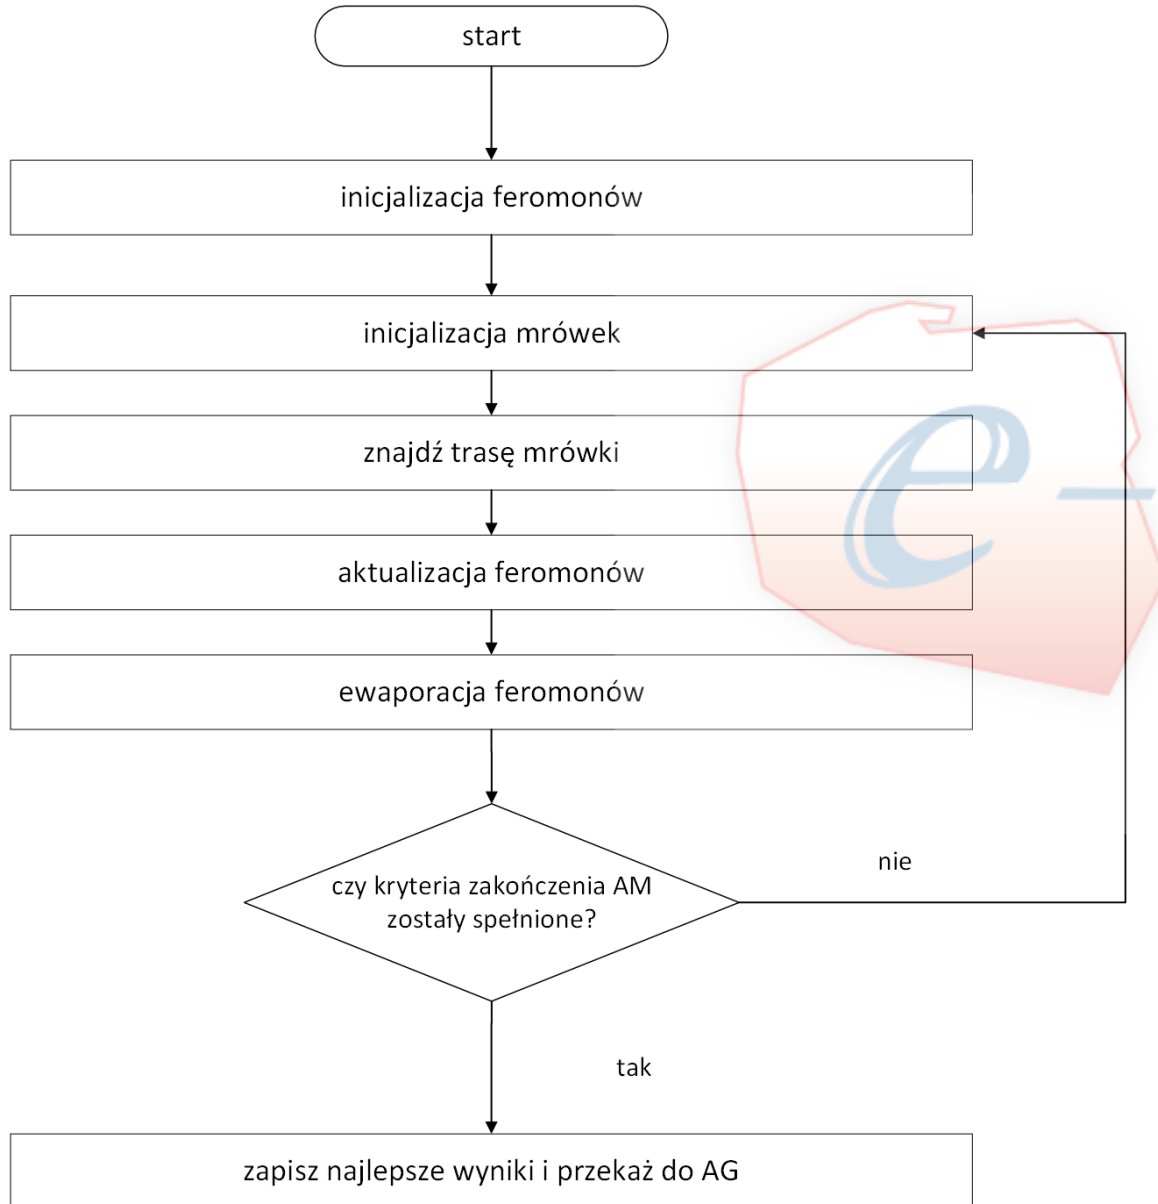 start
inicjalizacja feromonów
inicjalizacja mrówek
znajdź trasę mrówki
aktualizacja feromonów
ewaporacja feromonów
czy kryteria zakończenia AM
zostały spełnione?
nie
tak
zapisz najlepsze wyniki i przekaż do AG
e-